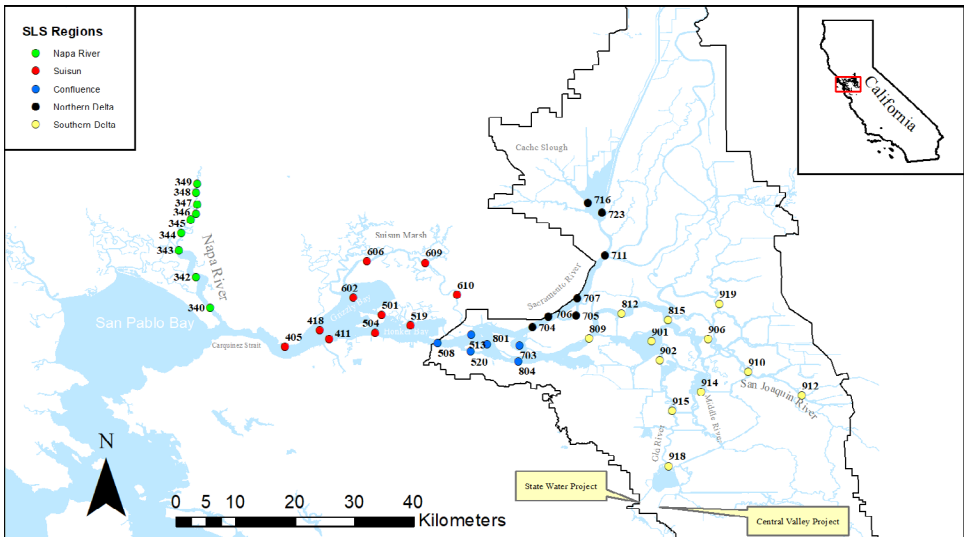 SLS Regions
Napa River
Suisun
Confluence
Northern Delta
Southern Delta
California
Cache Slough
349
348
347
346
345
344
343
342
340
Napa River
716
723
711
Suisun Marsh
606
609
610
602
501
504
519
418
411
405
San Pablo Bay
Carquinez Strait
Honker Bay
Sacramento River
707
706
705
704
812
809
919
815
901
902
906
910
912
914
915
918
508
513
520
801
703
804
San Joaquin River
Middle River
Old River
State Water Project
Central Valley Project
N
0 5 10 20 30 40
Kilometers